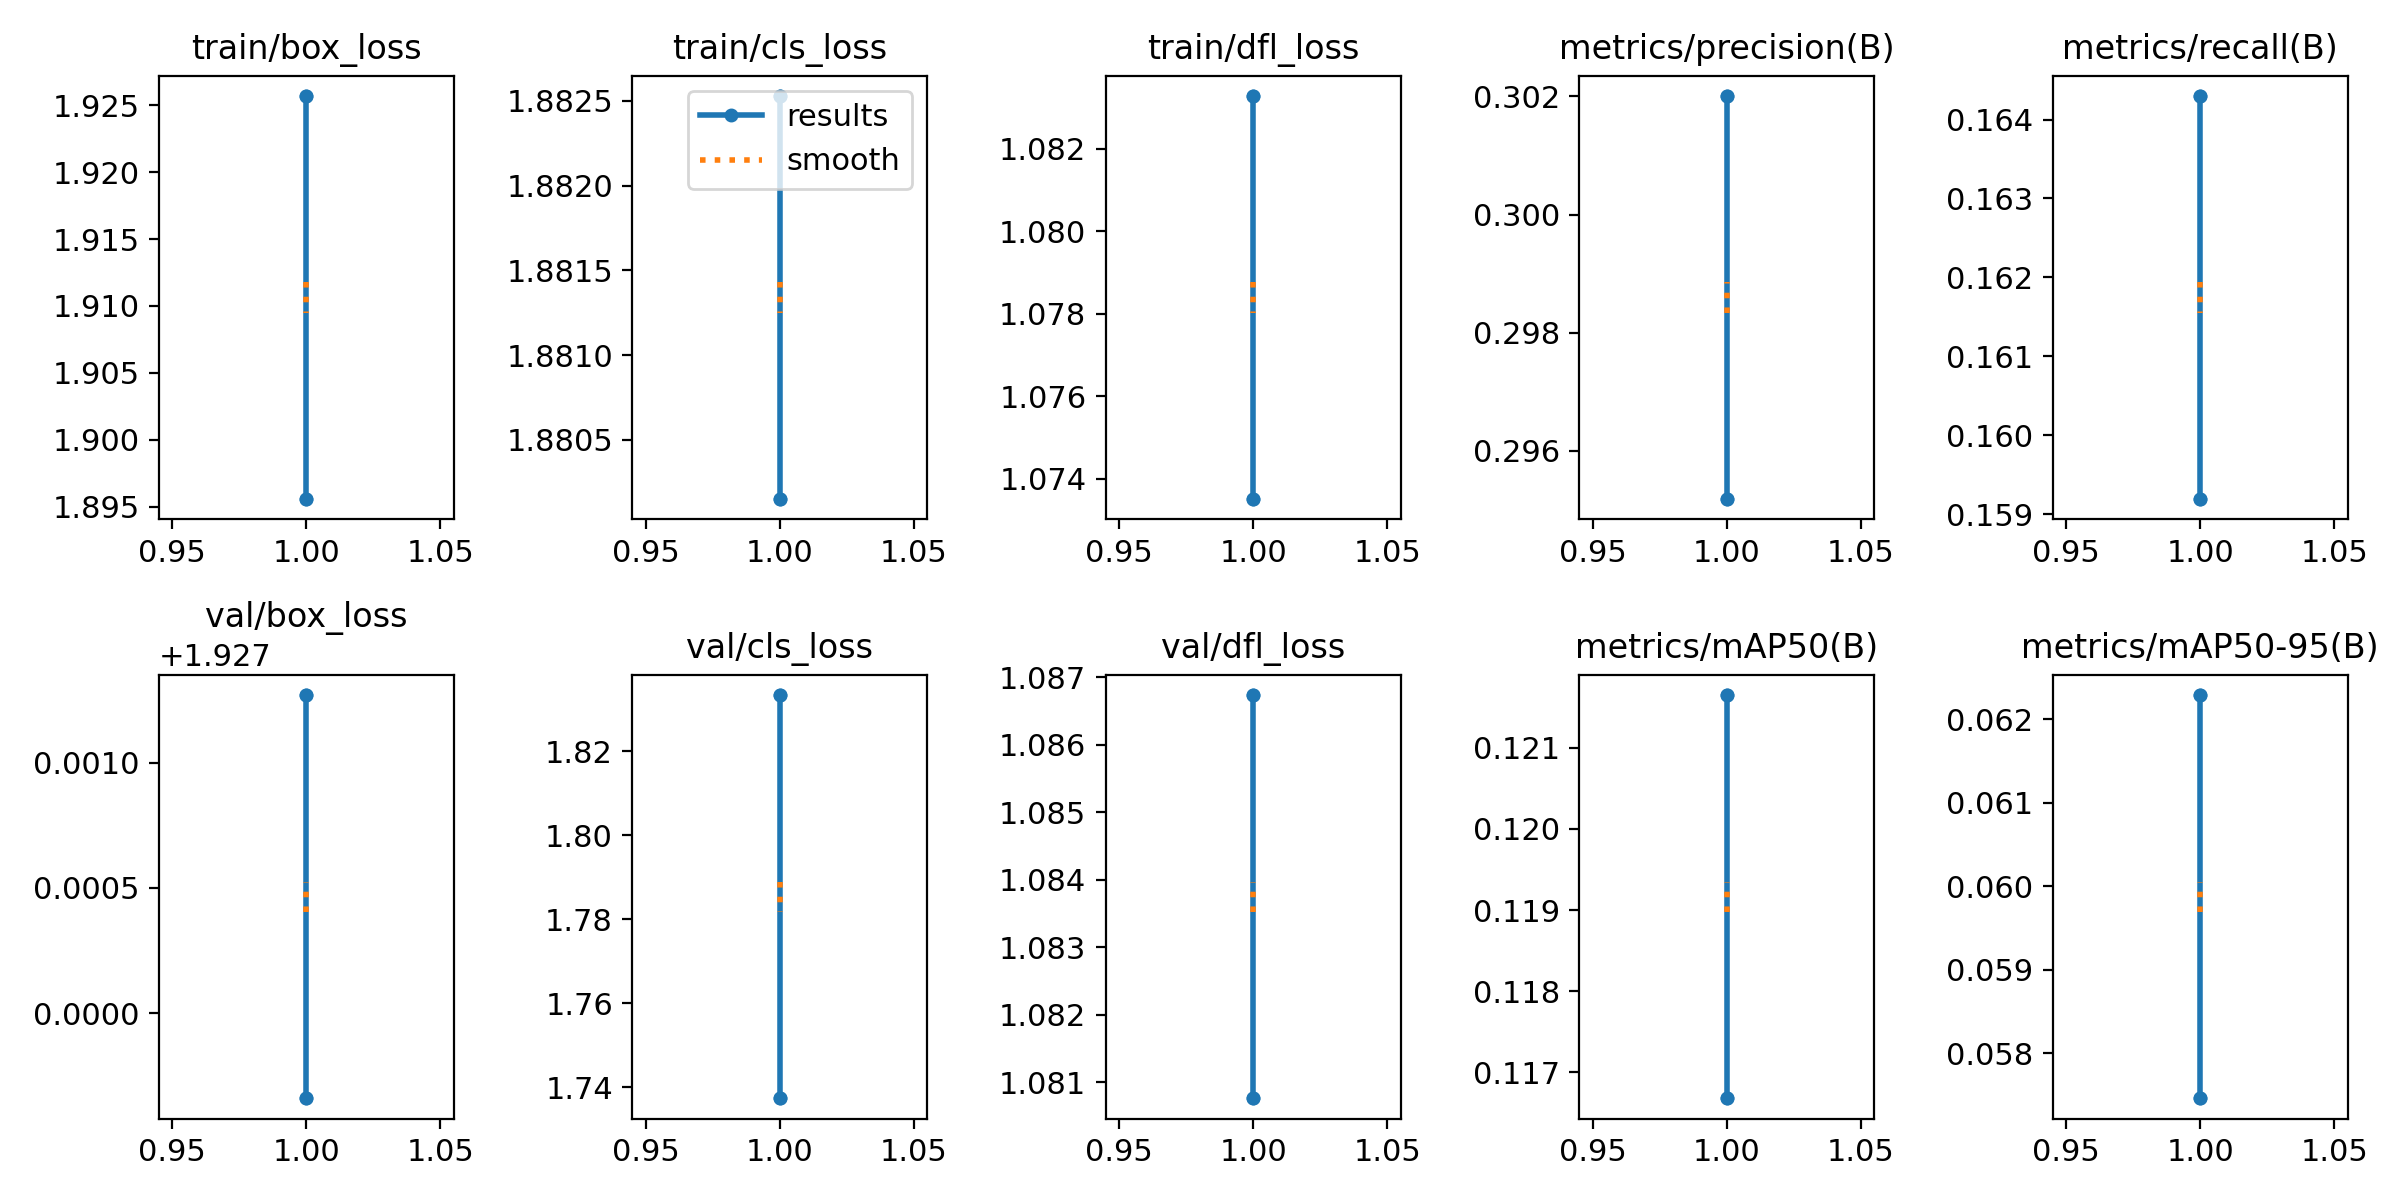 train/box_loss
1.925
1.920
1.915
1.910
1.905
1.900
1.895
0.95 1.00 1.05
train/cls_loss
results
smooth
1.8825
1.8820
1.8815
1.8810
1.8805
0.95 1.00 1.05
train/dfl_loss
1.082
1.080
1.078
1.076
1.074
0.95 1.00 1.05
metrics/precision(B)
0.302
0.300
0.298
0.296
0.95 1.00 1.05
metrics/recall(B)
0.164
0.163
0.162
0.161
0.160
0.159
0.95 1.00 1.05
val/box_loss
+1.927
0.0010
0.0005
0.0000
0.95 1.00 1.05
val/cls_loss
1.82
1.80
1.78
1.76
1.74
0.95 1.00 1.05
val/dfl_loss
1.087
1.086
1.085
1.084
1.083
1.082
1.081
0.95 1.00 1.05
metrics/mAP50(B)
0.121
0.120
0.119
0.118
0.117
0.95 1.00 1.05
metrics/mAP50-95(B)
0.062
0.061
0.060
0.059
0.058
0.95 1.00 1.05